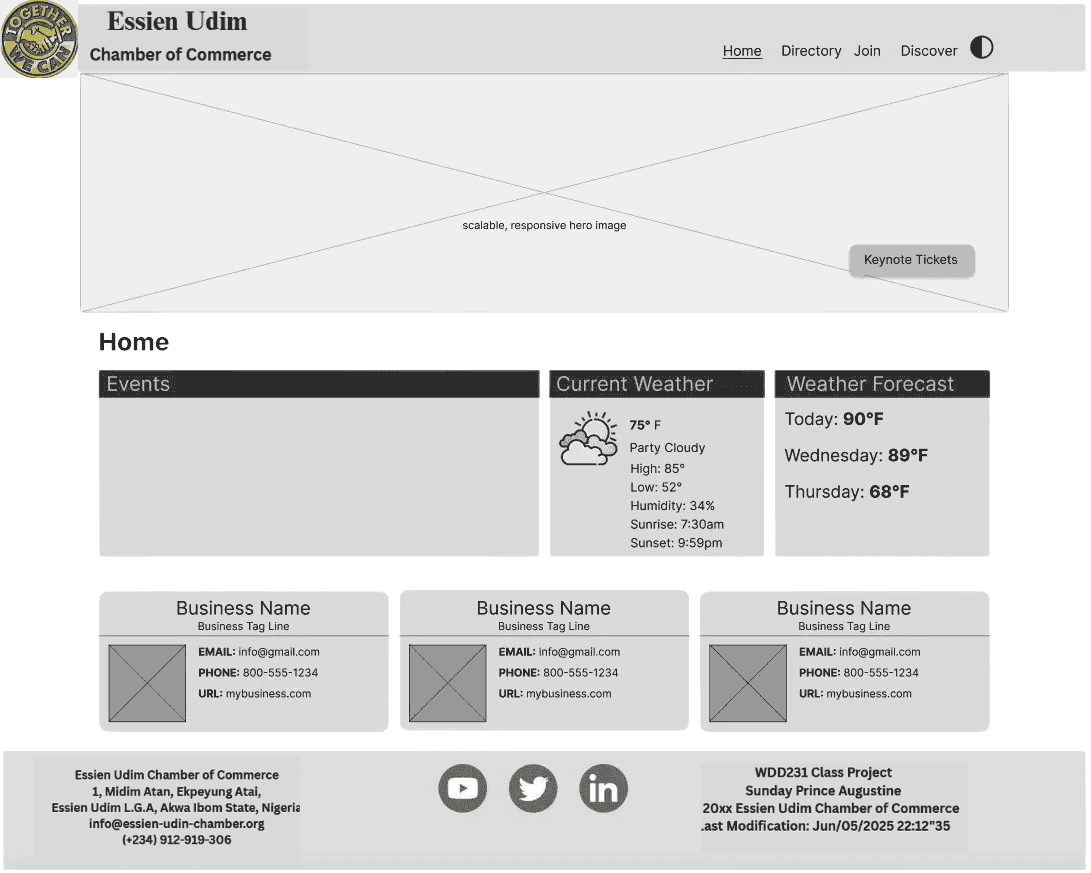 TOGETHER
WE CAN
Essien Udim
Chamber of Commerce
Home Directory Join Discover
scalable, responsive hero image
Keynote Tickets
Home
Events
Current Weather
75° F
Party Cloudy
High: 85°
Low: 52°
Humidity: 34%
Sunrise: 7:30am
Sunset: 9:59pm
Weather Forecast
Today: 90°F
Wednesday: 89°F
Thursday: 68°F
Business Name
Business Tag Line
EMAIL: info@gmail.com
PHONE: 800-555-1234
URL: mybusiness.com
Business Name
Business Tag Line
EMAIL: info@gmail.com
PHONE: 800-555-1234
URL: mybusiness.com
Business Name
Business Tag Line
EMAIL: info@gmail.com
PHONE: 800-555-1234
URL: mybusiness.com
Essien Udim Chamber of Commerce
1, Midim Atan, Ekpeyung Atai,
Essien Udim L.G.A, Akwa Ibom State, Nigeria
info@essien-udin-chamber.org
(+234) 912-919-306
in
WDD231 Class Project
Sunday Prince Augustine
20xx Essien Udim Chamber of Commerce
ast Modification: Jun/05/2025 22:12"35